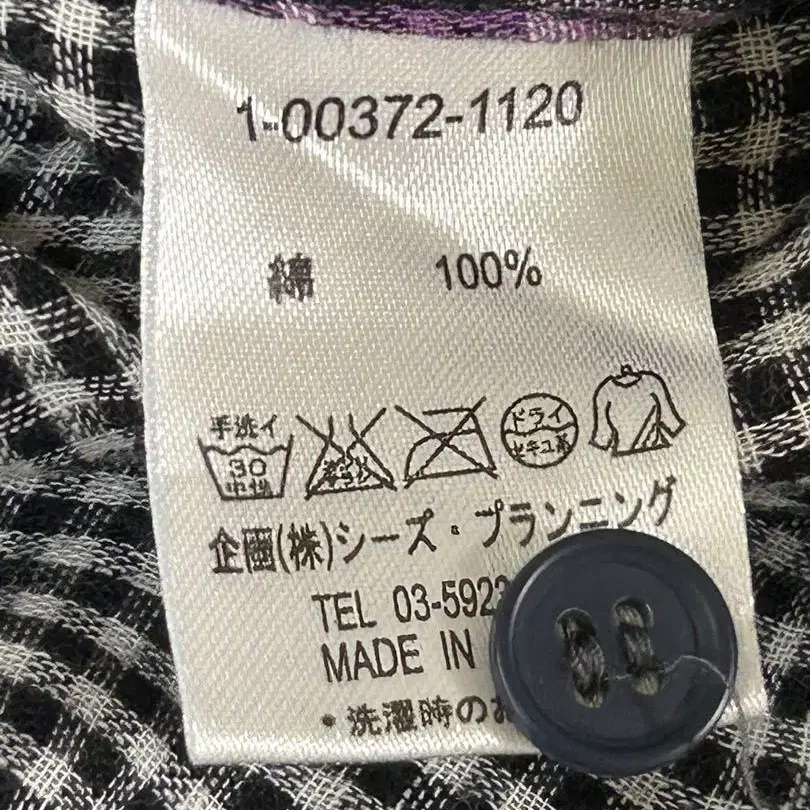 1-00372-1120
綿 100%
手洗イ 30 中性 ドライ セキユ系
企画(株)シーズ・プランニング
TEL 03-5923
MADE IN
・洗濯時のお